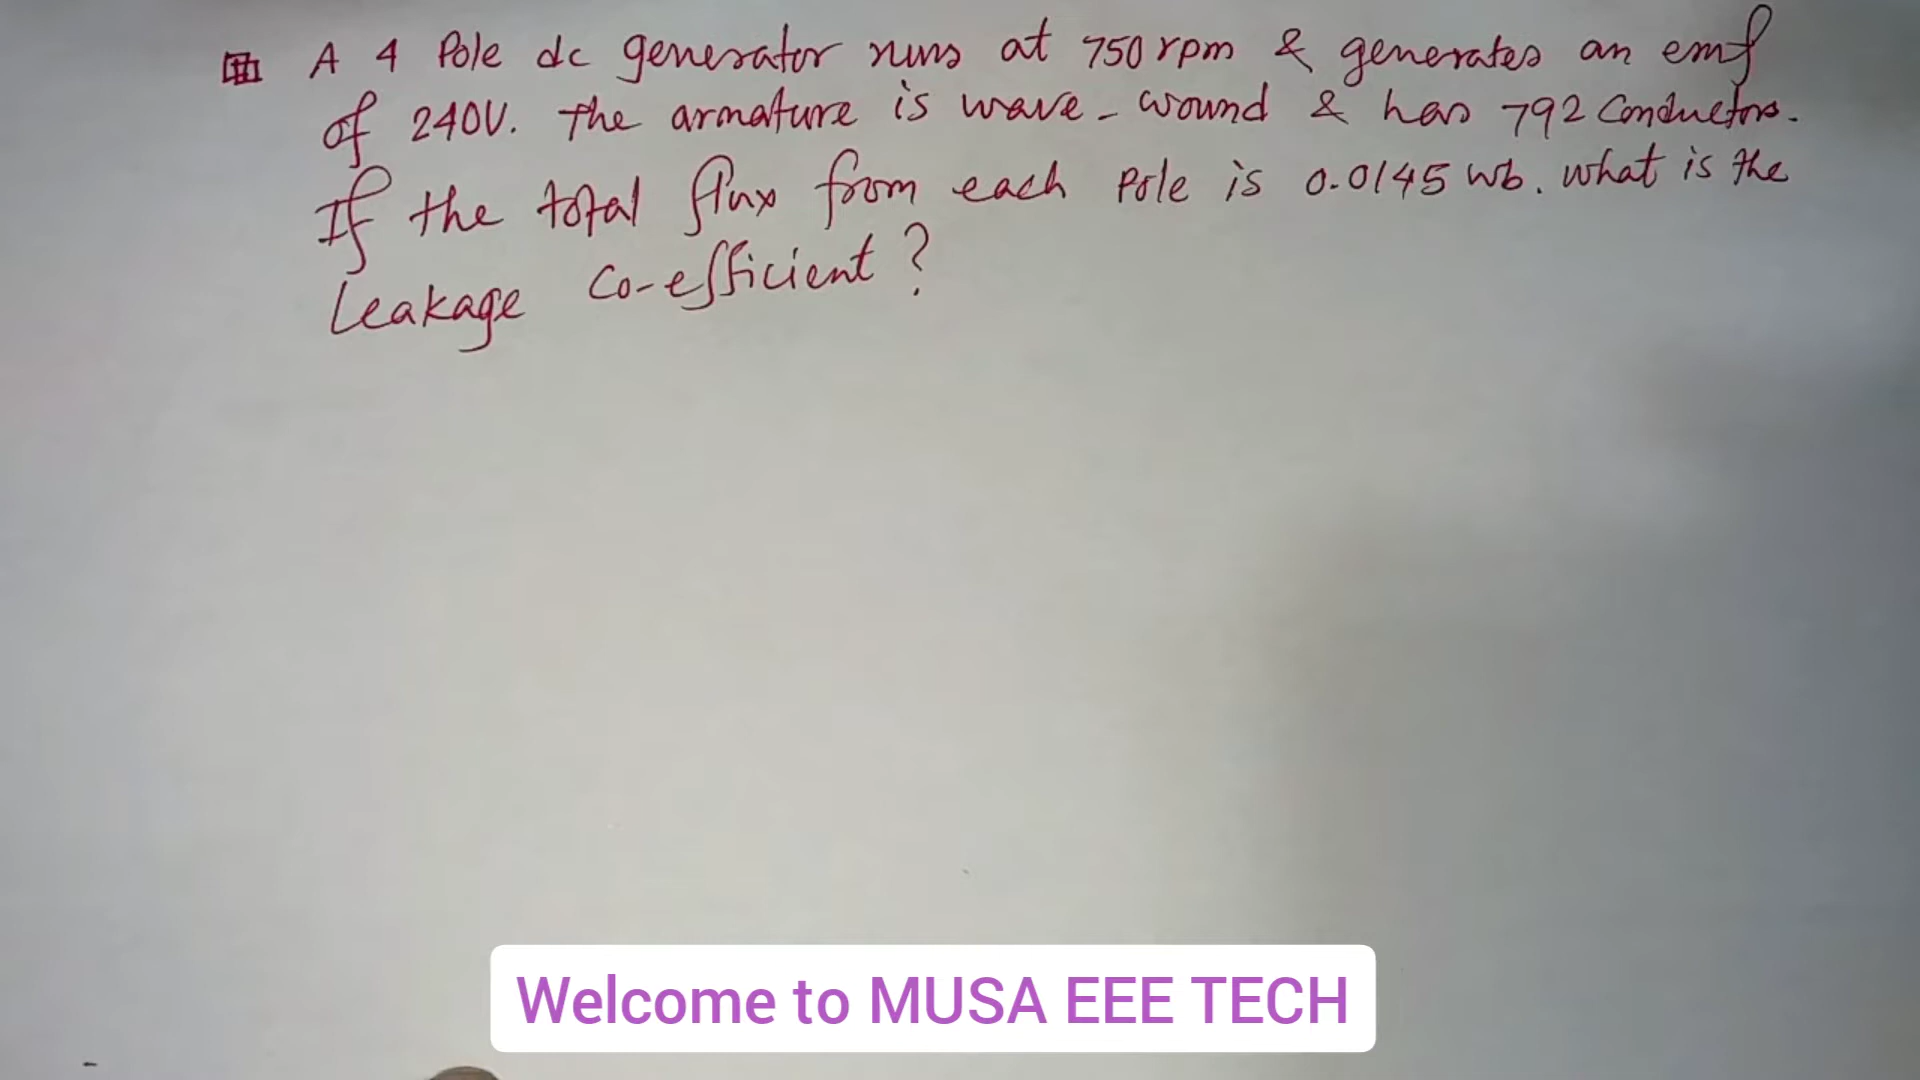 A 4 Pole dc generator runs at 750 rpm & generates an emf
of 240V. The armature is wave-wound & has 792 Conductors.
If the total flux from each pole is 0.0145 wb. what is the
Leakage co-efficient?
Welcome to MUSA EEE TECH